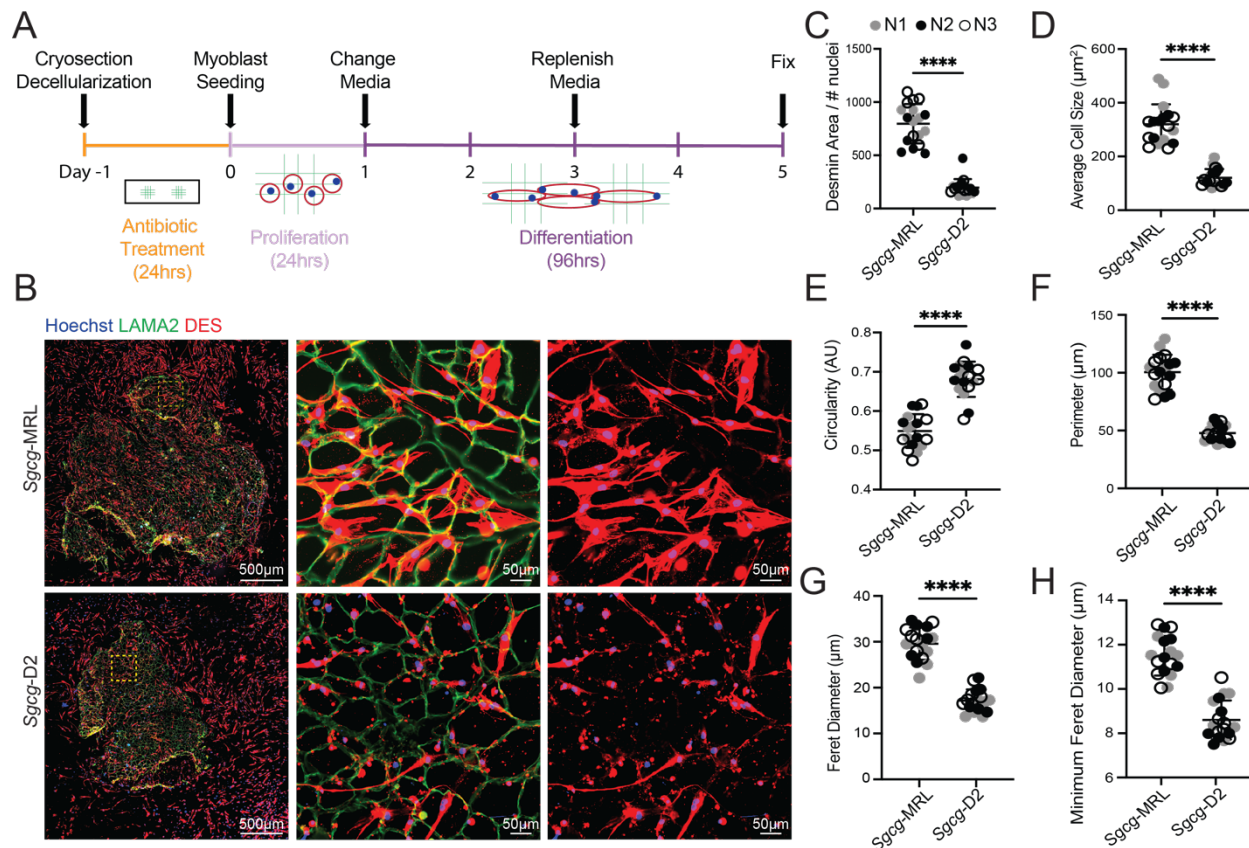 A
Cryosection
Decellularization
Myoblast
Seeding
Change
Media
Replenish
Media
Fix
Day -1
0
1
2
3
4
5
Antibiotic
Treatment
(24hrs)
Proliferation
(24hrs)
Differentiation
(96hrs)
B
Hoechst LAMA2 DES
Sgcg-MRL
500µm
50µm
50µm
Sgcg-D2
500µm
50µm
50µm
C
N1 N2 N3
****
Desmin Area / # nuclei
1500
1000
500
0
Sgcg-MRL
Sgcg-D2
D
****
Average Cell Size (µm²)
600
400
200
0
Sgcg-MRL
Sgcg-D2
E
****
Circularity (AU)
0.8
0.7
0.6
0.5
0.4
Sgcg-MRL
Sgcg-D2
F
****
Perimeter (µm)
150
100
50
0
Sgcg-MRL
Sgcg-D2
G
****
Feret Diameter (µm)
40
30
20
10
0
Sgcg-MRL
Sgcg-D2
H
****
Minimum Feret Diameter (µm)
14
12
10
8
6
Sgcg-MRL
Sgcg-D2